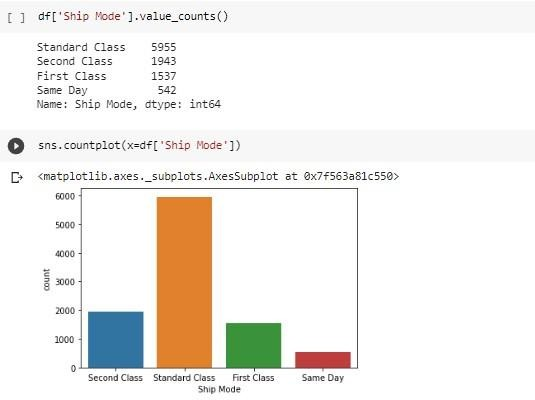 [ ] df['Ship Mode'].value_counts()
Standard Class 5955
Second Class 1943
First Class 1537
Same Day 542
Name: Ship Mode, dtype: int64
sns.countplot(x=df['Ship Mode'])
<matplotlib.axes._subplots.AxesSubplot at 0x7f563a81c550>
6000
5000
4000
3000
2000
1000
0
count
Second Class Standard Class First Class Same Day
Ship Mode